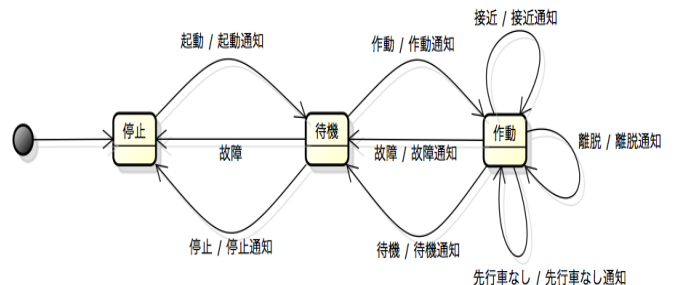 接近 / 接近通知
起動 / 起動通知
作動 / 作動通知
停止
待機
作動
離脱 / 離脱通知
故障
故障 / 故障通知
停止 / 停止通知
待機 / 待機通知
先行車なし / 先行車なし通知